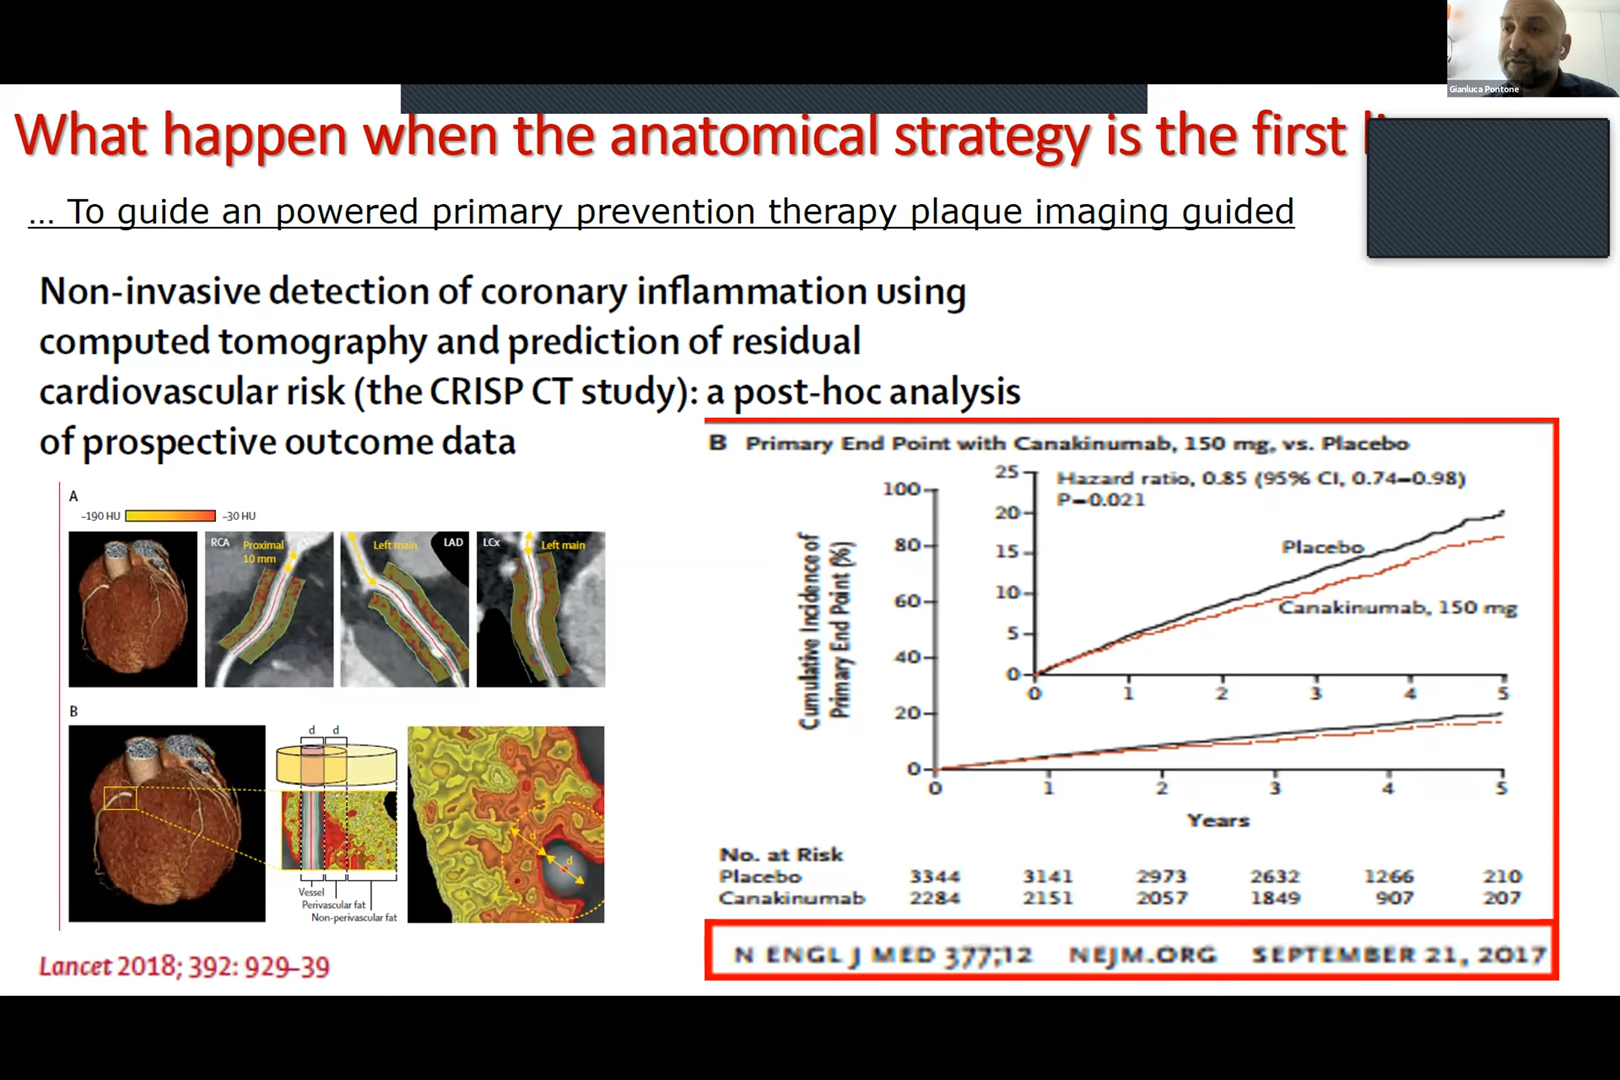 Gianluca Pontone
What happen when the anatomical strategy is the first
... To guide an powered primary prevention therapy plaque imaging guided
Non-invasive detection of coronary inflammation using
computed tomography and prediction of residual
cardiovascular risk (the CRISP CT study): a post-hoc analysis
of prospective outcome data
A
-190 HU -30 HU
RCA Proximal
10 mm
Left main LAD
LCx Left main
B
d d
d
d
Vessel
Perivascular fat
Non-perivascular fat
Lancet 2018; 392: 929–39
B Primary End Point with Canakinumab, 150 mg, vs. Placebo
Hazard ratio, 0.85 (95% CI, 0.74–0.98)
P=0.021
Cumulative Incidence of
Primary End Point (%)
100
80
60
40
20
0
25
20
15
10
5
0
Placebo
Canakinumab, 150 mg
0 1 2 3 4 5
0 1 2 3 4 5
Years
No. at Risk
Placebo 3344 3141 2973 2632 1266 210
Canakinumab 2284 2151 2057 1849 907 207
N ENGL J MED 377;12 NEJM.ORG SEPTEMBER 21, 2017